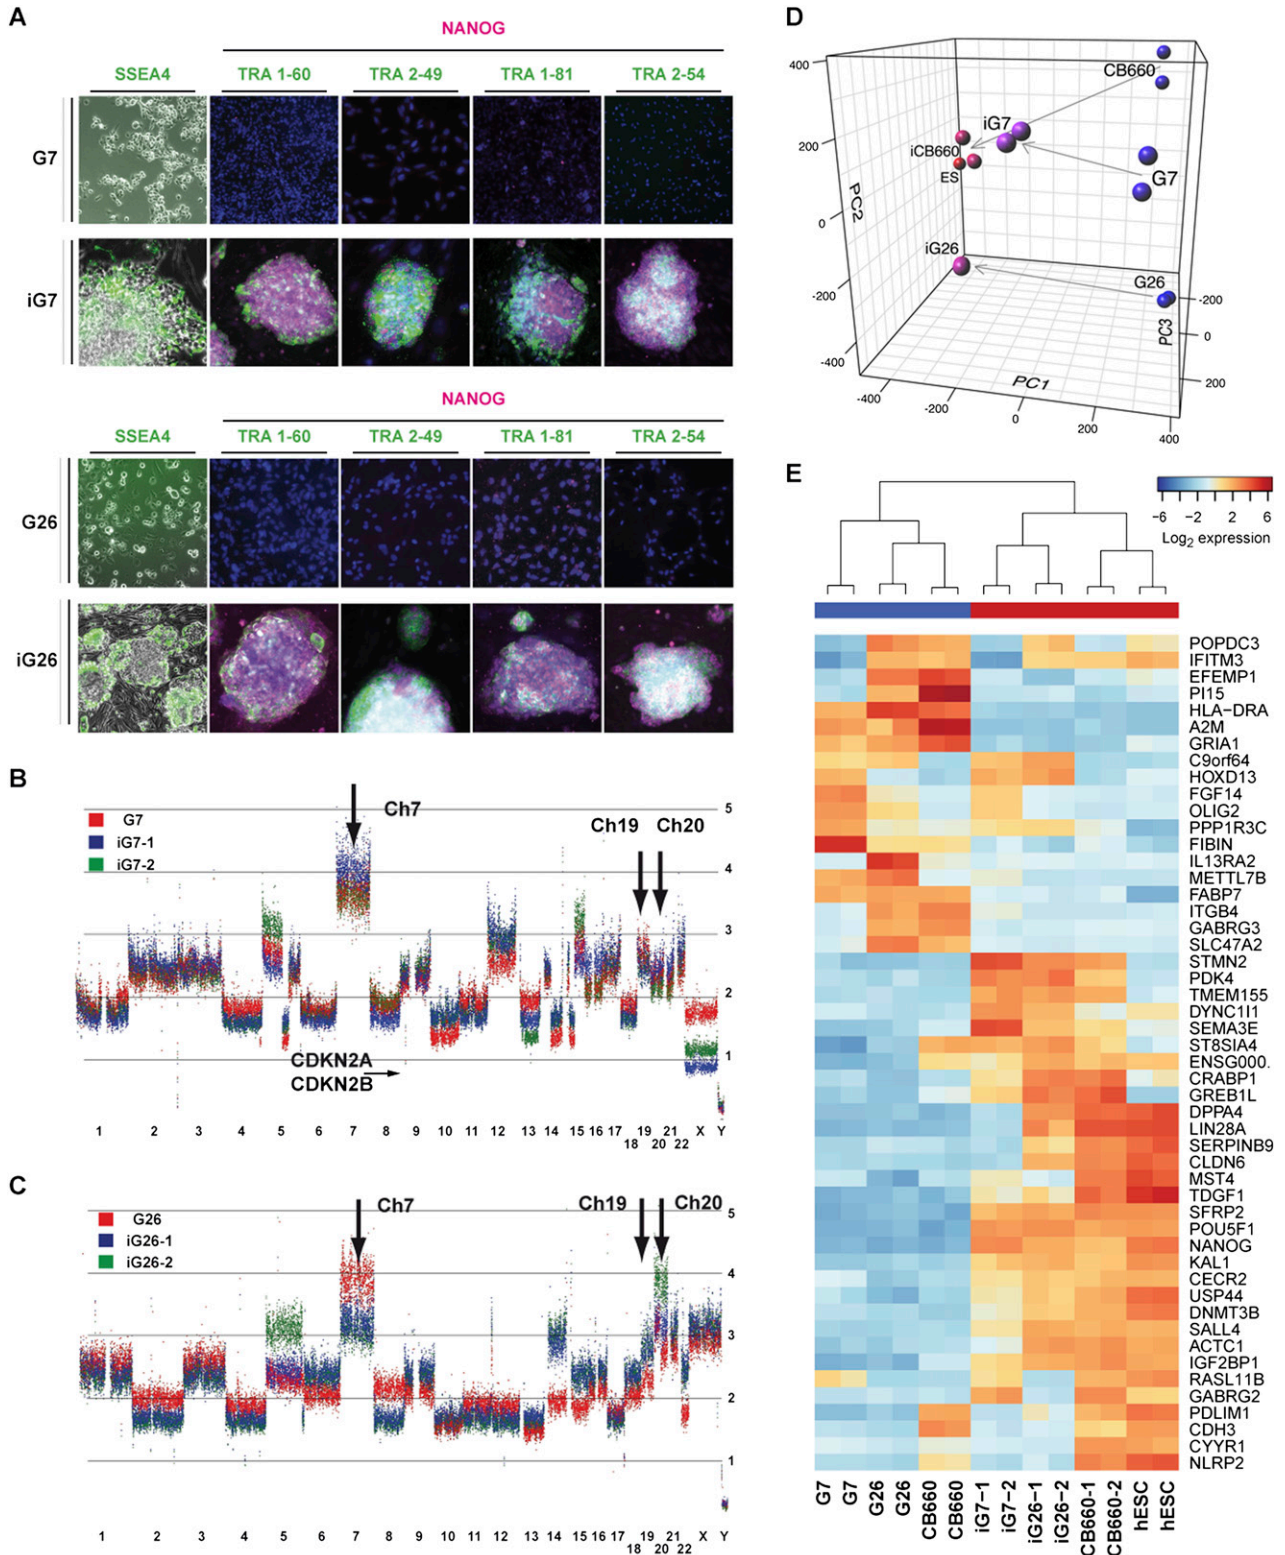 A
NANOG
SSEA4 TRA 1-60 TRA 2-49 TRA 1-81 TRA 2-54
G7
iG7
NANOG
SSEA4 TRA 1-60 TRA 2-49 TRA 1-81 TRA 2-54
G26
iG26
B
G7
iG7-1
iG7-2
Ch7
Ch19 Ch20
5
4
3
2
1
CDKN2A
CDKN2B
1 2 3 4 5 6 7 8 9 10 11 12 13 14 15 16 17 18 19 20 21 22 X Y
C
G26
iG26-1
iG26-2
Ch7
Ch19 Ch20
5
4
3
2
1
1 2 3 4 5 6 7 8 9 10 11 12 13 14 15 16 17 18 19 20 21 22 X Y
D
400
200
0
-200
-400
PC2
CB660
iG7
iCB660
ES
G7
iG26
G26
-200
0
200
PC3
PC1
-400 -200 0 200 400
E
−6 −2 2 6
Log2 expression
POPDC3
IFITM3
EFEMP1
PI15
HLA−DRA
A2M
GRIA1
C9orf64
HOXD13
FGF14
OLIG2
PPP1R3C
FIBIN
IL13RA2
METTL7B
FABP7
ITGB4
GABRG3
SLC47A2
STMN2
PDK4
TMEM155
DYNC1I1
SEMA3E
ST8SIA4
ENSG000.
CRABP1
GREB1L
DPPA4
LIN28A
SERPINB9
CLDN6
MST4
TDGF1
SFRP2
POU5F1
NANOG
KAL1
CECR2
USP44
DNMT3B
SALL4
ACTC1
IGF2BP1
RASL11B
GABRG2
PDLIM1
CDH3
CYYR1
NLRP2
G7 G7 G26 G26 CB660 CB660 iG7−1 iG7−2 iG26−1 iG26−2 CB660-1 CB660-2 hESC hESC